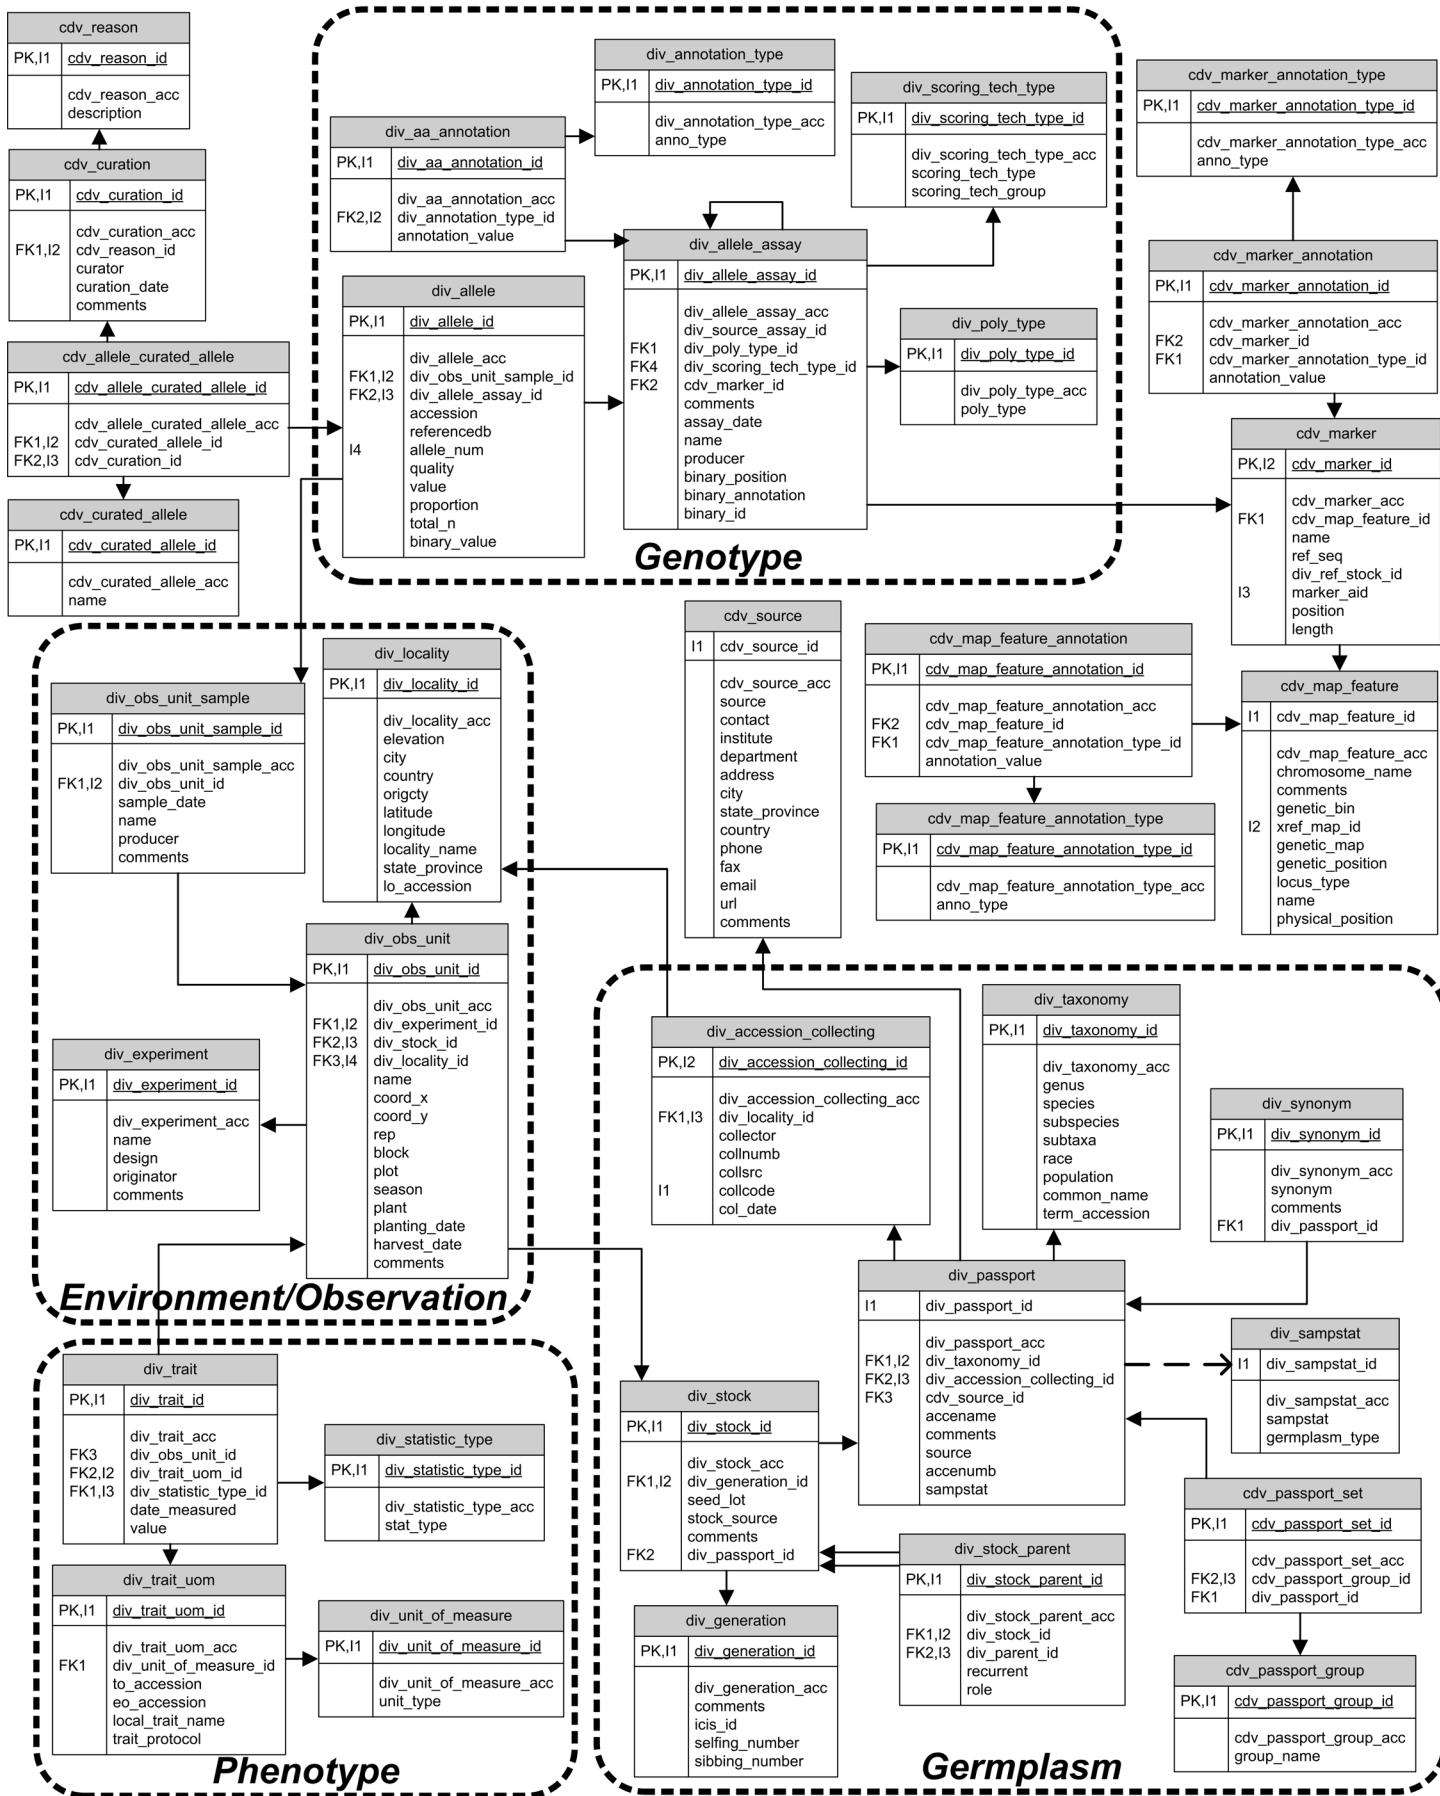 cdv_reason
PK,I1 cdv_reason_id
cdv_reason_acc
description
cdv_curation
PK,I1 cdv_curation_id
cdv_curation_acc
FK1,I2 cdv_reason_id
curator
curation_date
comments
cdv_allele_curated_allele
PK,I1 cdv_allele_curated_allele_id
cdv_allele_curated_allele_acc
FK1,I2 cdv_curated_allele_id
FK2,I3 cdv_curation_id
cdv_curated_allele
PK,I1 cdv_curated_allele_id
cdv_curated_allele_acc
name
div_annotation_type
PK,I1 div_annotation_type_id
div_annotation_type_acc
anno_type
div_aa_annotation
PK,I1 div_aa_annotation_id
div_aa_annotation_acc
FK2,I2 div_annotation_type_id
annotation_value
div_scoring_tech_type
PK,I1 div_scoring_tech_type_id
div_scoring_tech_type_acc
scoring_tech_type
scoring_tech_group
div_allele
PK,I1 div_allele_id
div_allele_acc
FK1,I2 div_obs_unit_sample_id
FK2,I3 div_allele_assay_id
accession
referencedb
I4 allele_num
quality
value
proportion
total_n
binary_value
div_allele_assay
PK,I1 div_allele_assay_id
div_allele_assay_acc
div_source_assay_id
FK1 div_poly_type_id
FK4 div_scoring_tech_type_id
FK2 cdv_marker_id
comments
assay_date
name
producer
binary_position
binary_annotation
binary_id
div_poly_type
PK,I1 div_poly_type_id
div_poly_type_acc
poly_type
Genotype
cdv_marker_annotation_type
PK,I1 cdv_marker_annotation_type_id
cdv_marker_annotation_type_acc
anno_type
cdv_marker_annotation
PK,I1 cdv_marker_annotation_id
cdv_marker_annotation_acc
FK2 cdv_marker_id
FK1 cdv_marker_annotation_type_id
annotation_value
cdv_marker
PK,I2 cdv_marker_id
cdv_marker_acc
FK1 cdv_map_feature_id
name
ref_seq
div_ref_stock_id
I3 marker_aid
position
length
cdv_map_feature
I1 cdv_map_feature_id
cdv_map_feature_acc
chromosome_name
comments
genetic_bin
I2 xref_map_id
genetic_map
genetic_position
locus_type
name
physical_position
cdv_map_feature_annotation
PK,I1 cdv_map_feature_annotation_id
cdv_map_feature_annotation_acc
FK2 cdv_map_feature_id
FK1 cdv_map_feature_annotation_type_id
annotation_value
cdv_map_feature_annotation_type
PK,I1 cdv_map_feature_annotation_type_id
cdv_map_feature_annotation_type_acc
anno_type
cdv_source
I1 cdv_source_id
cdv_source_acc
source
contact
institute
department
address
city
state_province
country
phone
fax
email
url
comments
div_locality
PK,I1 div_locality_id
div_locality_acc
elevation
city
country
origcty
latitude
longitude
locality_name
state_province
lo_accession
div_obs_unit_sample
PK,I1 div_obs_unit_sample_id
div_obs_unit_sample_acc
FK1,I2 div_obs_unit_id
sample_date
name
producer
comments
div_obs_unit
PK,I1 div_obs_unit_id
div_obs_unit_acc
FK1,I2 div_experiment_id
FK2,I3 div_stock_id
FK3,I4 div_locality_id
name
coord_x
coord_y
rep
block
plot
season
plant
planting_date
harvest_date
comments
div_experiment
PK,I1 div_experiment_id
div_experiment_acc
name
design
originator
comments
Environment/Observation
div_trait
PK,I1 div_trait_id
div_trait_acc
FK3 div_obs_unit_id
FK2,I2 div_trait_uom_id
FK1,I3 div_statistic_type_id
date_measured
value
div_statistic_type
PK,I1 div_statistic_type_id
div_statistic_type_acc
stat_type
div_trait_uom
PK,I1 div_trait_uom_id
div_trait_uom_acc
FK1 div_unit_of_measure_id
to_accession
eo_accession
local_trait_name
trait_protocol
div_unit_of_measure
PK,I1 div_unit_of_measure_id
div_unit_of_measure_acc
unit_type
Phenotype
div_accession_collecting
PK,I2 div_accession_collecting_id
div_accession_collecting_acc
FK1,I3 div_locality_id
collector
collnumb
collsrc
I1 collcode
col_date
div_taxonomy
PK,I1 div_taxonomy_id
div_taxonomy_acc
genus
species
subspecies
subtaxa
race
population
common_name
term_accession
div_synonym
PK,I1 div_synonym_id
div_synonym_acc
synonym
comments
FK1 div_passport_id
div_passport
I1 div_passport_id
div_passport_acc
FK1,I2 div_taxonomy_id
FK2,I3 div_accession_collecting_id
FK3 cdv_source_id
accename
comments
source
accenumb
sampstat
div_sampstat
I1 div_sampstat_id
div_sampstat_acc
sampstat
germplasm_type
div_stock
PK,I1 div_stock_id
div_stock_acc
FK1,I2 div_generation_id
seed_lot
stock_source
comments
FK2 div_passport_id
div_stock_parent
PK,I1 div_stock_parent_id
div_stock_parent_acc
FK1,I2 div_stock_id
FK2,I3 div_parent_id
recurrent
role
cdv_passport_set
PK,I1 cdv_passport_set_id
cdv_passport_set_acc
FK2,I3 cdv_passport_group_id
FK1 div_passport_id
div_generation
PK,I1 div_generation_id
div_generation_acc
comments
icis_id
selfing_number
sibbing_number
cdv_passport_group
PK,I1 cdv_passport_group_id
cdv_passport_group_acc
group_name
Germplasm